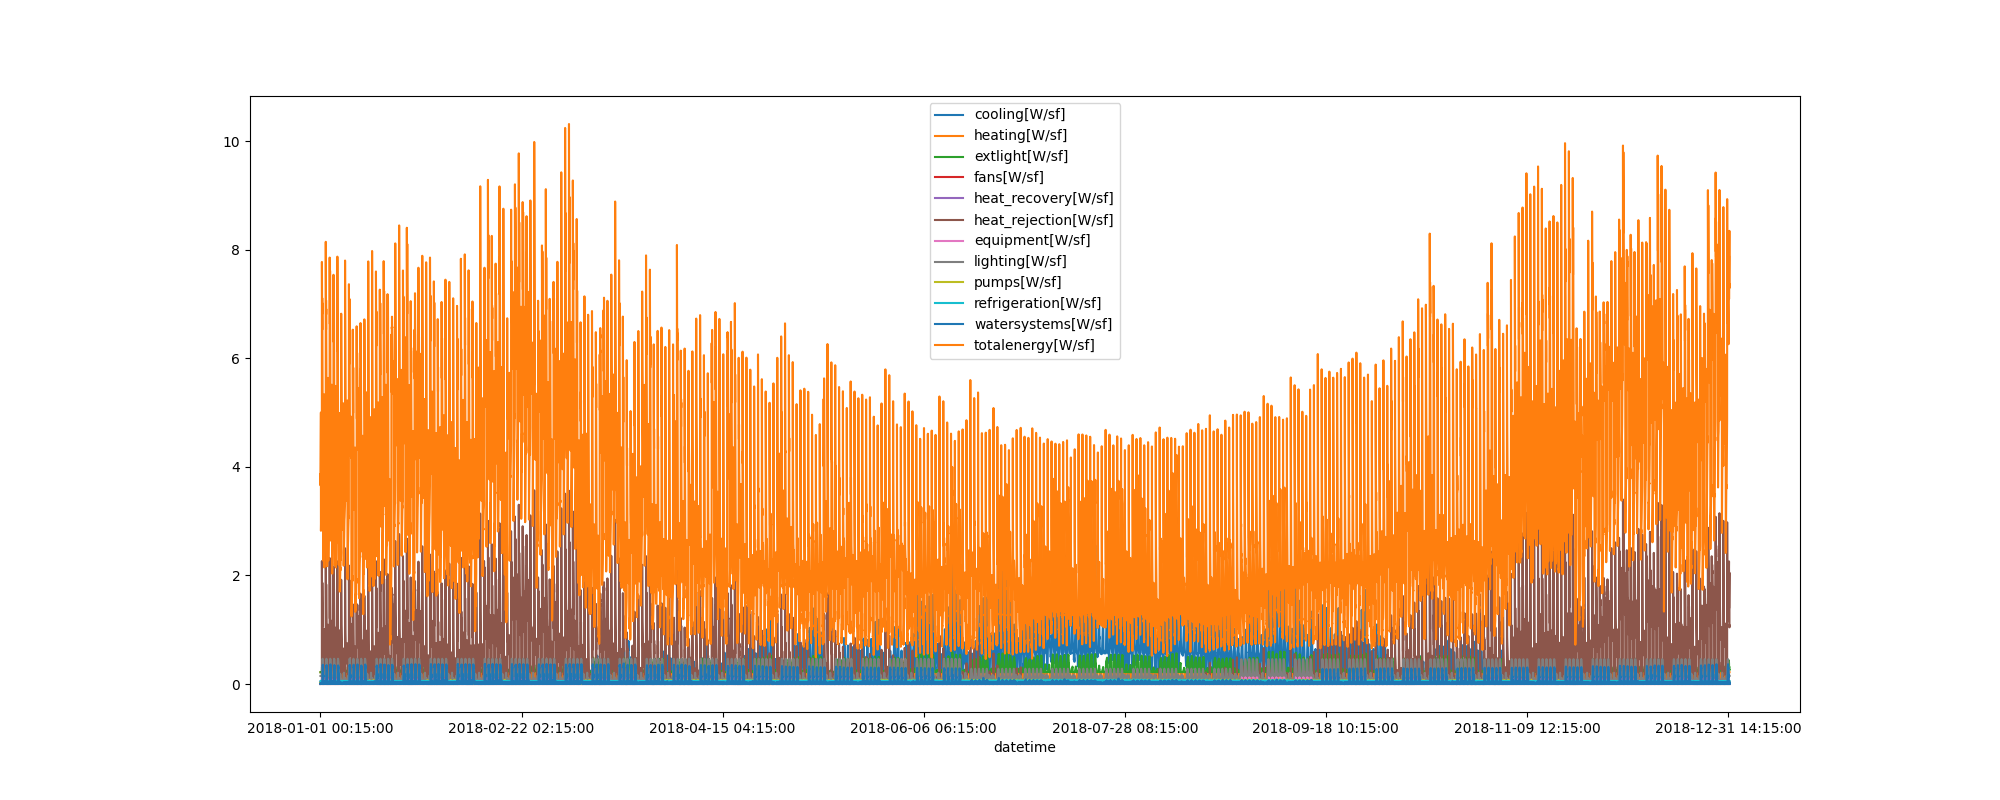 cooling[W/sf]
heating[W/sf]
extlight[W/sf]
fans[W/sf]
heat_recovery[W/sf]
heat_rejection[W/sf]
equipment[W/sf]
lighting[W/sf]
pumps[W/sf]
refrigeration[W/sf]
watersystems[W/sf]
totalenergy[W/sf]
10
8
6
4
2
0
2018-01-01 00:15:00 2018-02-22 02:15:00 2018-04-15 04:15:00 2018-06-06 06:15:00 2018-07-28 08:15:00 2018-09-18 10:15:00 2018-11-09 12:15:00 2018-12-31 14:15:00
datetime